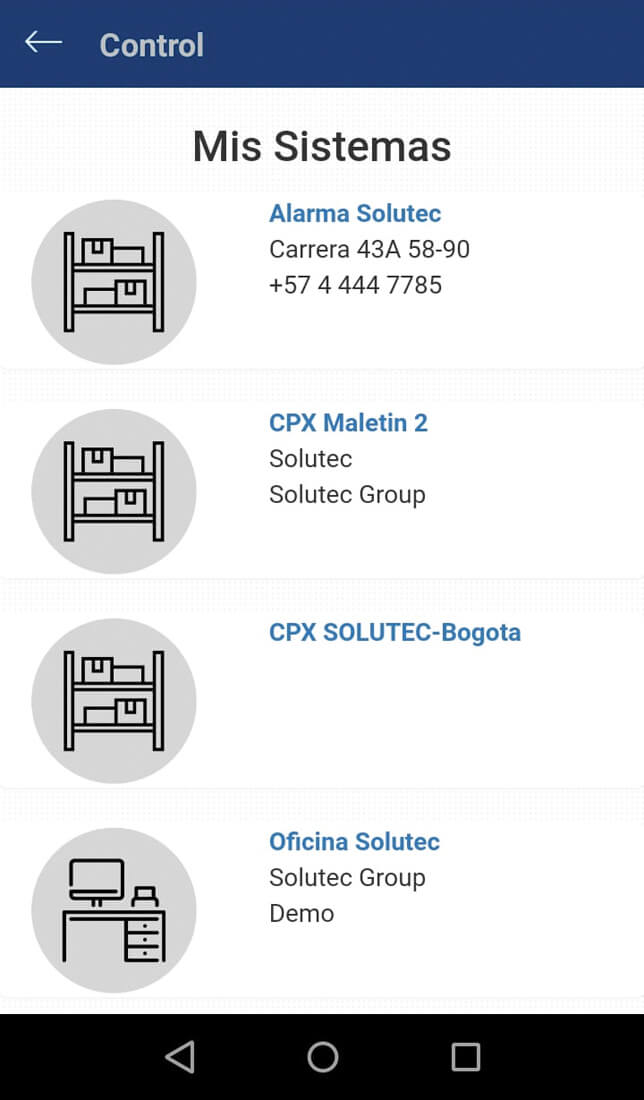 Control
Mis Sistemas
Alarma Solutec
Carrera 43A 58-90
+57 4 444 7785
CPX Maletin 2
Solutec
Solutec Group
CPX SOLUTEC-Bogota
Oficina Solutec
Solutec Group
Demo